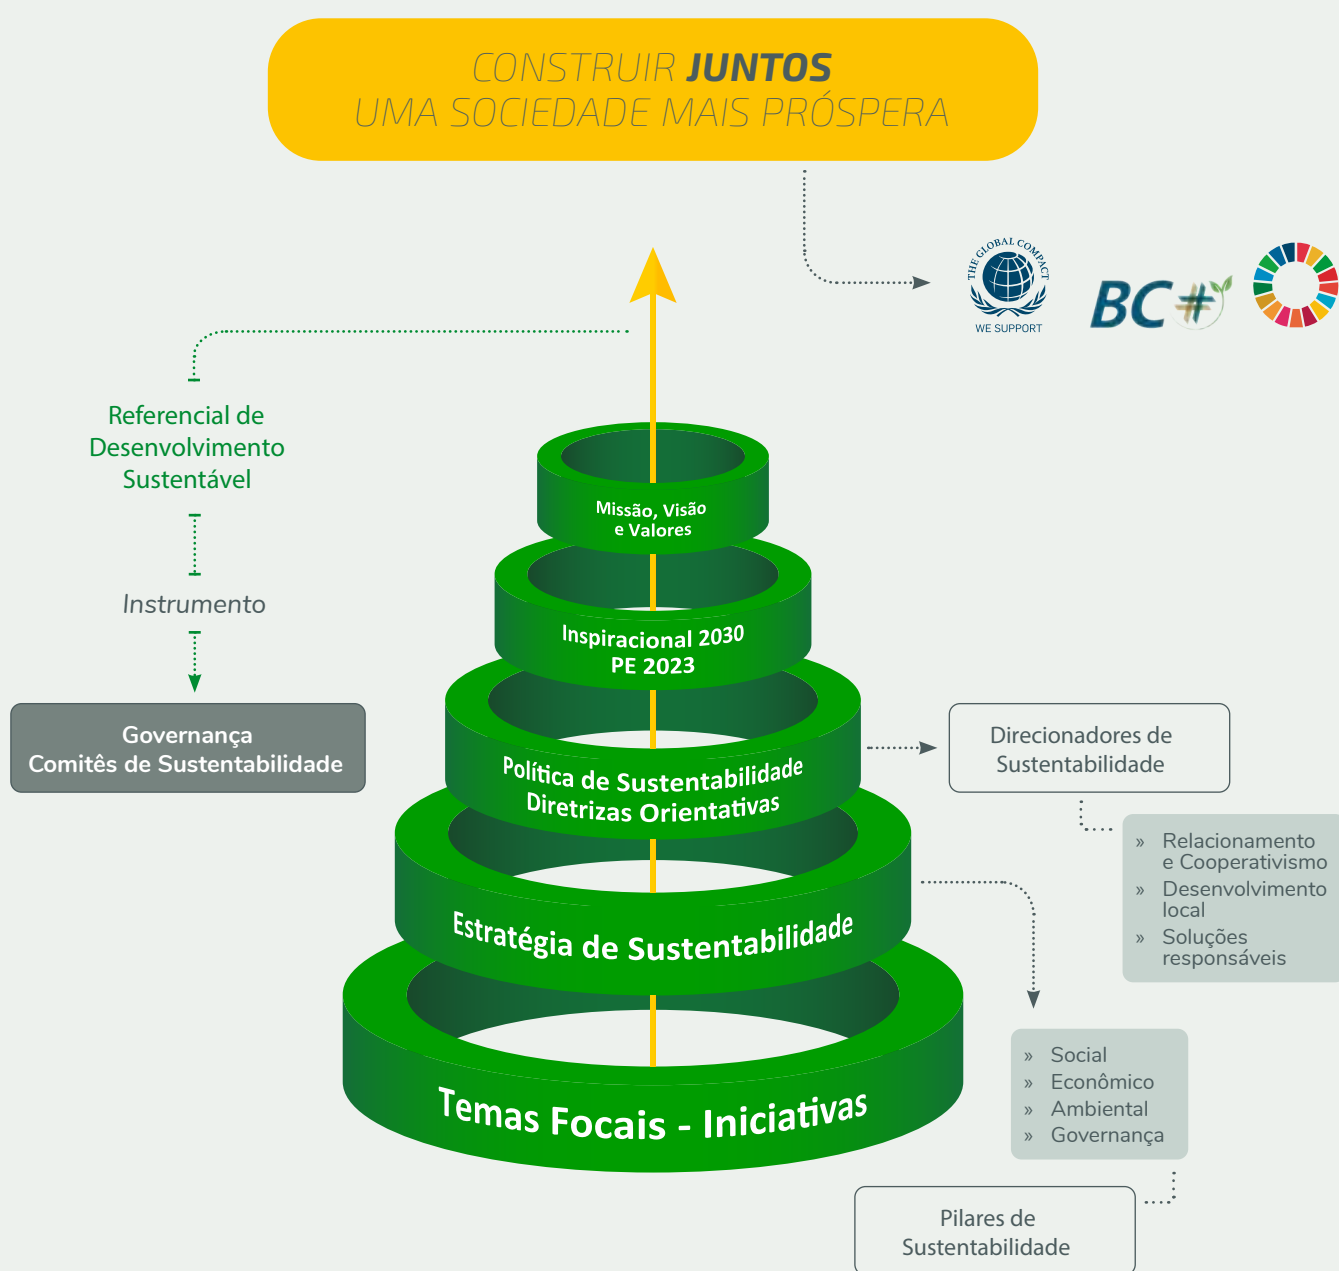 CONSTRUIR JUNTOS
UMA SOCIEDADE MAIS PRÓSPERA
THE GLOBAL COMPACT
WE SUPPORT
BC#
Referencial de
Desenvolvimento
Sustentável
Instrumento
Governança
Comitês de Sustentabilidade
Missão, Visão
e Valores
Inspiracional 2030
PE 2023
Política de Sustentabilidade
Diretrizas Orientativas
Estratégia de Sustentabilidade
Temas Focais - Iniciativas
Direcionadores de
Sustentabilidade
» Relacionamento
e Cooperativismo
» Desenvolvimento
local
» Soluções
responsáveis
» Social
» Econômico
» Ambiental
» Governança
Pilares de
Sustentabilidade